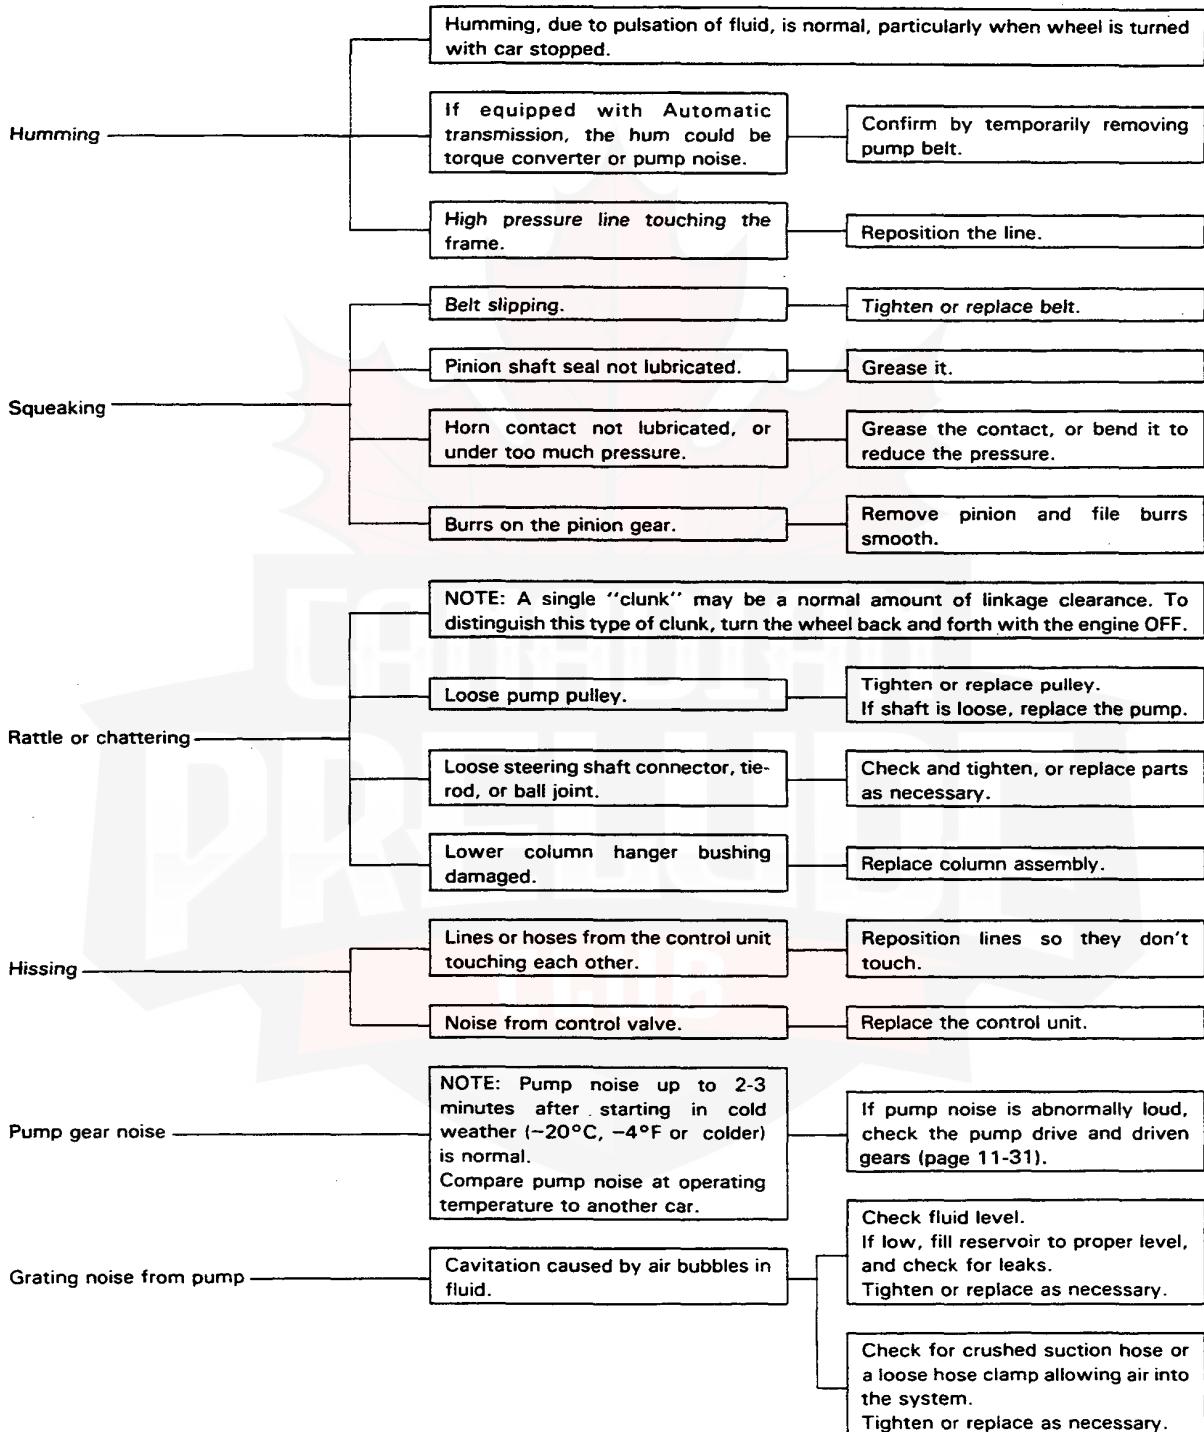 Humming, due to pulsation of fluid, is normal, particularly when wheel is turned
with car stopped.
Humming
If equipped with Automatic
transmission, the hum could be
torque converter or pump noise.
Confirm by temporarily removing
pump belt.
High pressure line touching the
frame.
Reposition the line.
Squeaking
Belt slipping.
Tighten or replace belt.
Pinion shaft seal not lubricated.
Grease it.
Horn contact not lubricated, or
under too much pressure.
Grease the contact, or bend it to
reduce the pressure.
Burrs on the pinion gear.
Remove pinion and file burrs
smooth.
Rattle or chattering
NOTE: A single "clunk" may be a normal amount of linkage clearance. To
distinguish this type of clunk, turn the wheel back and forth with the engine OFF.
Loose pump pulley.
Tighten or replace pulley.
If shaft is loose, replace the pump.
Loose steering shaft connector, tie-
rod, or ball joint.
Check and tighten, or replace parts
as necessary.
Lower column hanger bushing
damaged.
Replace column assembly.
Hissing
Lines or hoses from the control unit
touching each other.
Reposition lines so they don't
touch.
Noise from control valve.
Replace the control unit.
Pump gear noise
NOTE: Pump noise up to 2-3
minutes after starting in cold
weather (−20°C, −4°F or colder)
is normal.
Compare pump noise at operating
temperature to another car.
If pump noise is abnormally loud,
check the pump drive and driven
gears (page 11-31).
Grating noise from pump
Cavitation caused by air bubbles in
fluid.
Check fluid level.
If low, fill reservoir to proper level,
and check for leaks.
Tighten or replace as necessary.
Check for crushed suction hose or
a loose hose clamp allowing air into
the system.
Tighten or replace as necessary.
CANADIAN
PRELUDE
CLUB